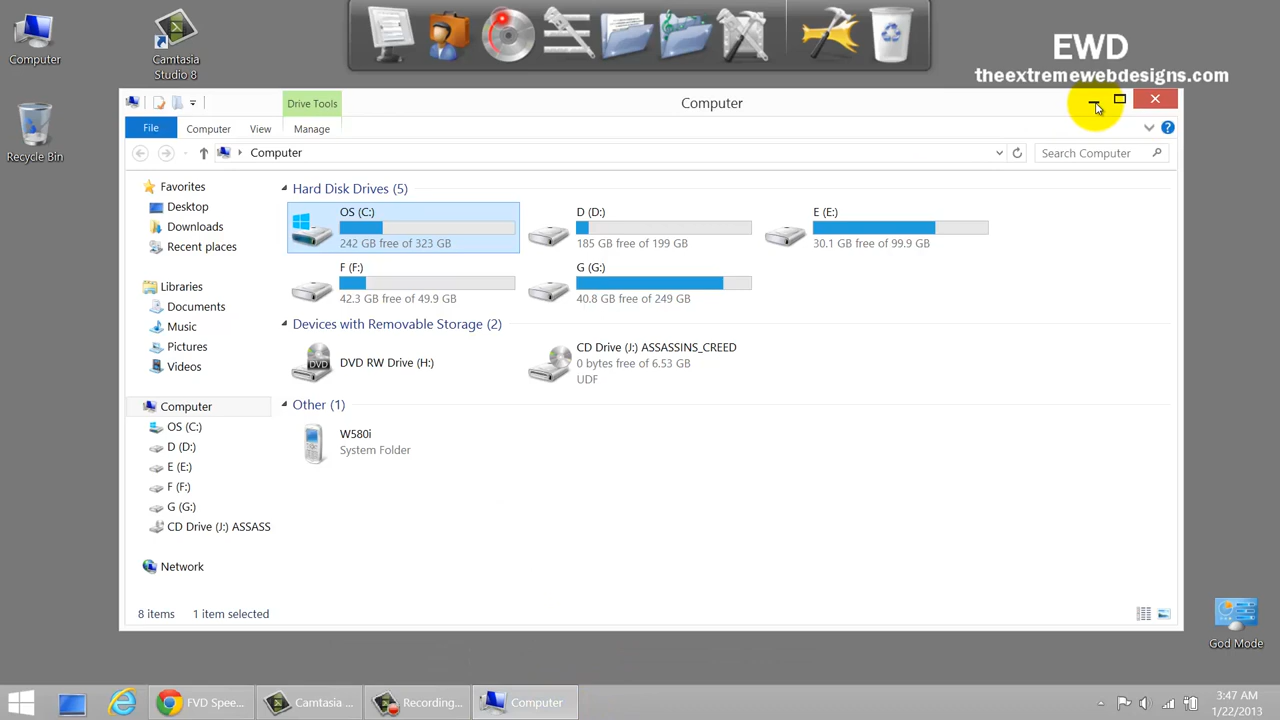 Computer
Camtasia
Studio 8
Recycle Bin
EWD
theextremewebdesigns.com
Drive Tools
Computer
File
Computer
View
Manage
Computer
Search Computer
Favorites
Desktop
Downloads
Recent places
Libraries
Documents
Music
Pictures
Videos
Computer
OS (C:)
D (D:)
E (E:)
F (F:)
G (G:)
CD Drive (J:) ASSASS
Network
Hard Disk Drives (5)
OS (C:)
242 GB free of 323 GB
D (D:)
185 GB free of 199 GB
E (E:)
30.1 GB free of 99.9 GB
F (F:)
42.3 GB free of 49.9 GB
G (G:)
40.8 GB free of 249 GB
Devices with Removable Storage (2)
DVD
DVD RW Drive (H:)
CD Drive (J:) ASSASSINS_CREED
0 bytes free of 6.53 GB
UDF
Other (1)
W580i
System Folder
8 items
1 item selected
God Mode
FVD Spee...
Camtasia ...
Recording...
Computer
3:47 AM
1/22/2013